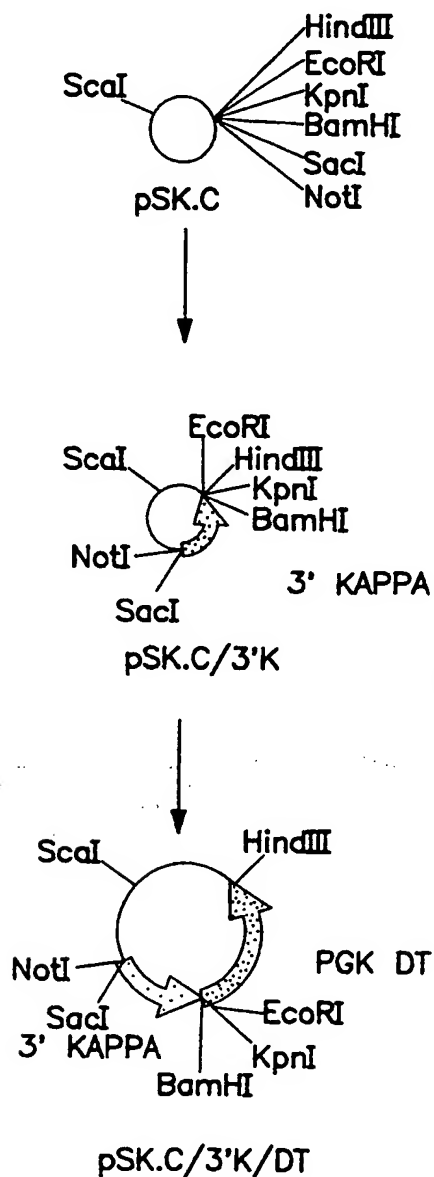 HindIII
EcoRI
ScaI
KpnI
BamHI
SacI
NotI
pSK.C
EcoRI
ScaI
HindIII
KpnI
BamHI
NotI
3' KAPPA
SacI
pSK.C/3'K
ScaI
HindIII
NotI
PGK DT
SacI
EcoRI
3' KAPPA
KpnI
BamHI
pSK.C/3'K/DT